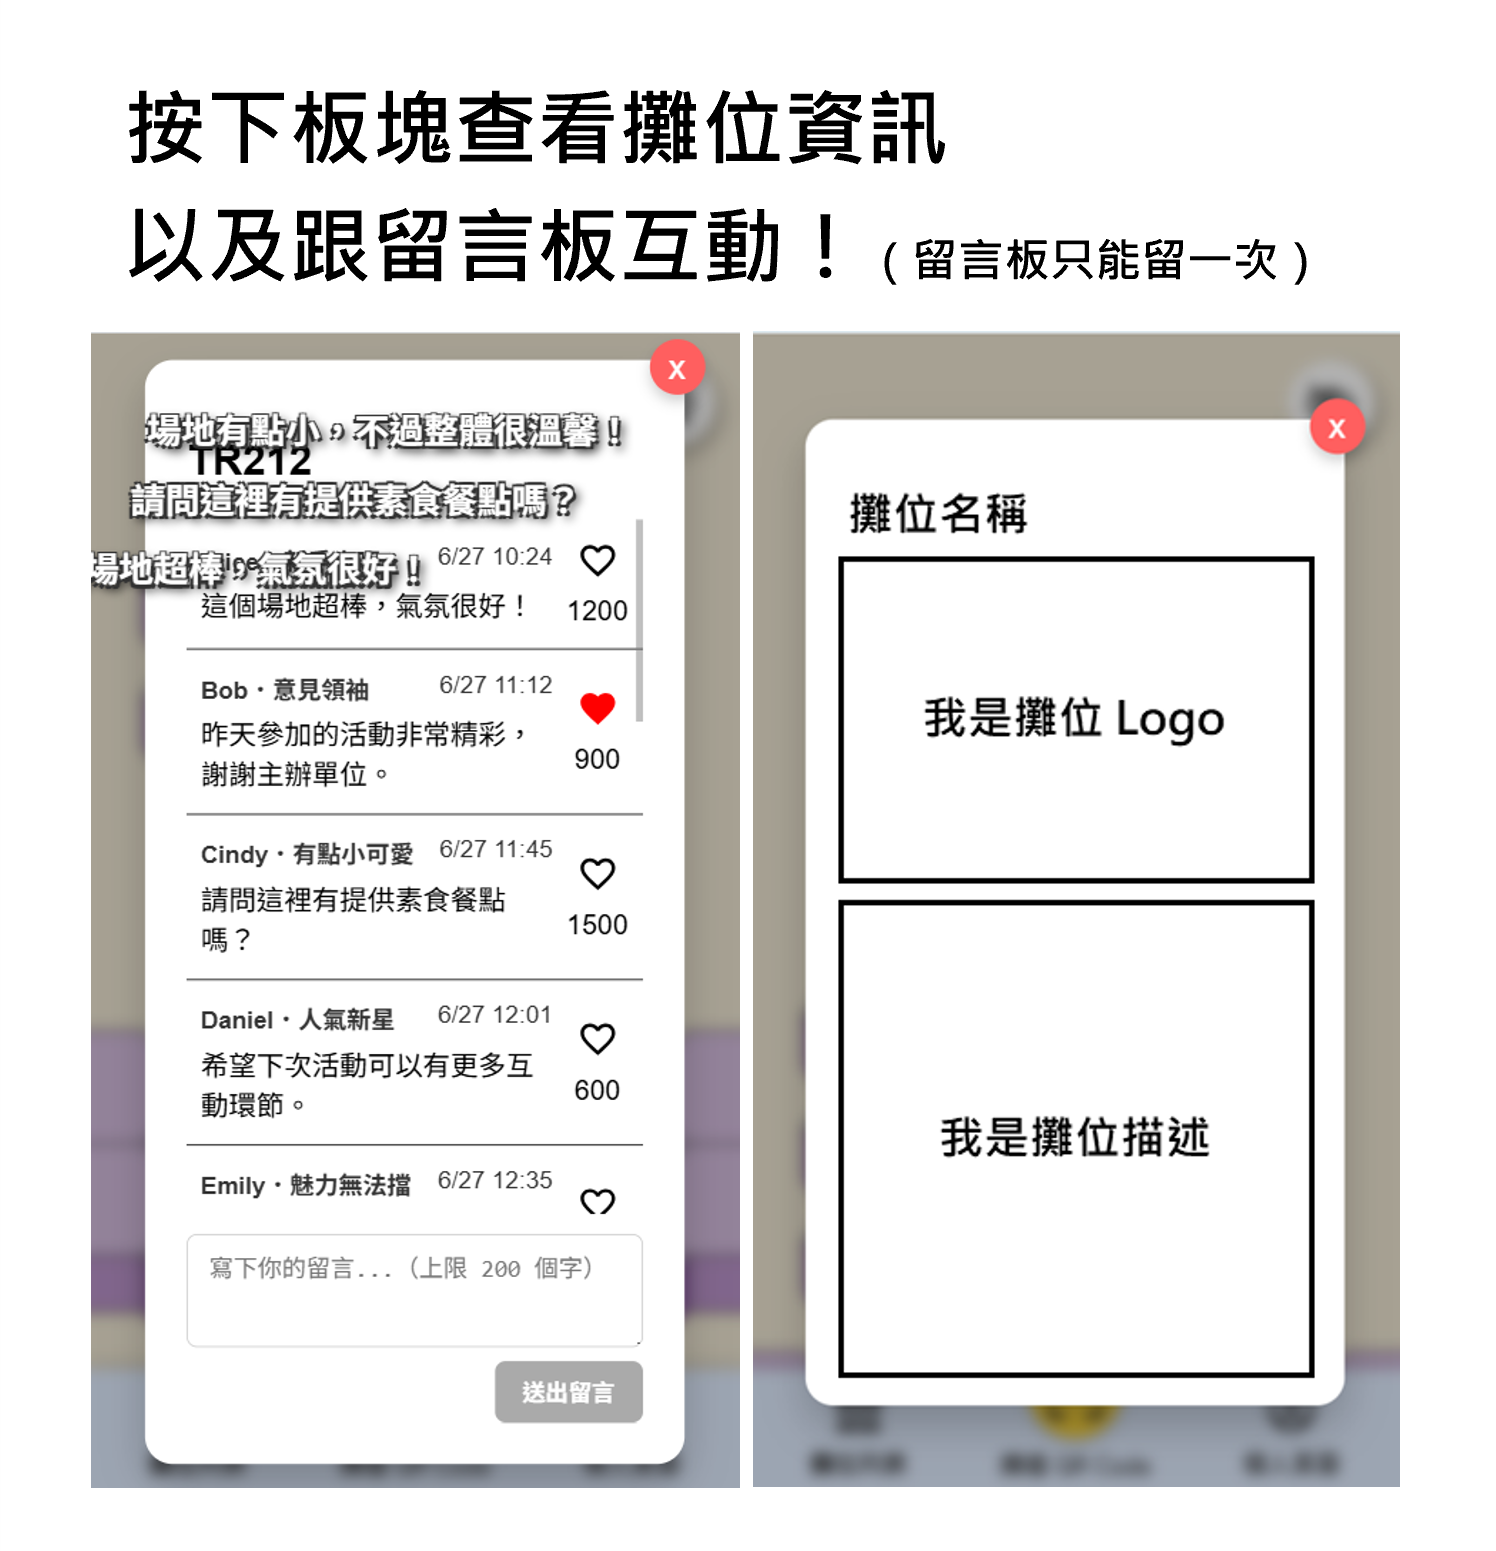 按下板塊查看攤位資訊
以及跟留言板互動！（留言板只能留一次）
x
場地有點小，不過整體很溫馨！
TR212
請問這裡有提供素食餐點嗎？
場地超棒，氣氛很好！
6/27 10:24
這個場地超棒，氣氛很好！
1200
Bob・意見領袖
6/27 11:12
昨天參加的活動非常精彩，
謝謝主辦單位。
900
Cindy・有點小可愛
6/27 11:45
請問這裡有提供素食餐點
嗎？
1500
Daniel・人氣新星
6/27 12:01
希望下次活動可以有更多互
動環節。
600
Emily・魅力無法擋
6/27 12:35
寫下你的留言...（上限 200 個字）
送出留言
x
攤位名稱
我是攤位 Logo
我是攤位描述